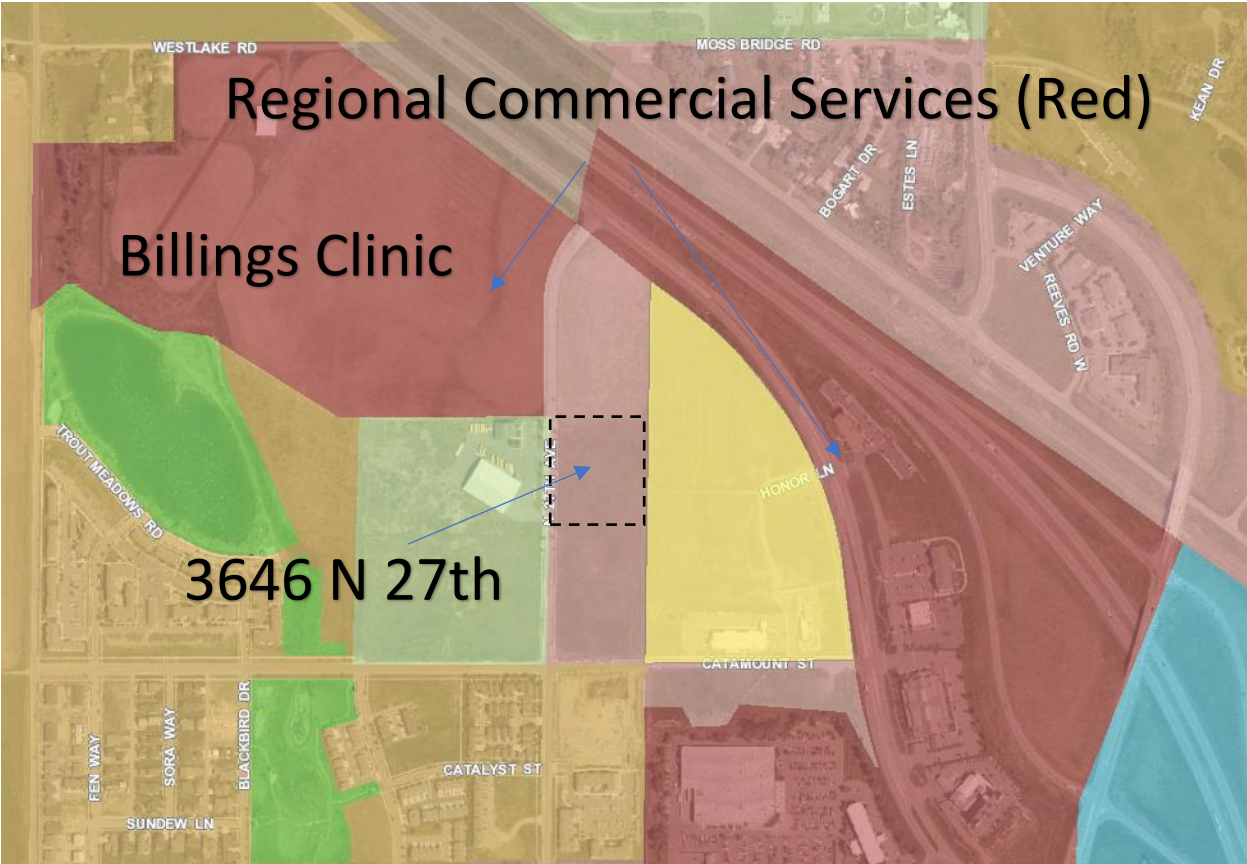 WESTLAKE RD
MOSS BRIDGE RD
KEAN DR
Regional Commercial Services (Red)
BOGART DR
ESTES LN
Billings Clinic
VENTURE WAY
REEVES RD W
TROUT MEADOWS RD
N 27TH AVE
HONOR LN
3646 N 27th
CATAMOUNT ST
FEN WAY
SORA WAY
BLACKBIRD DR
CATALYST ST
SUNDEW LN